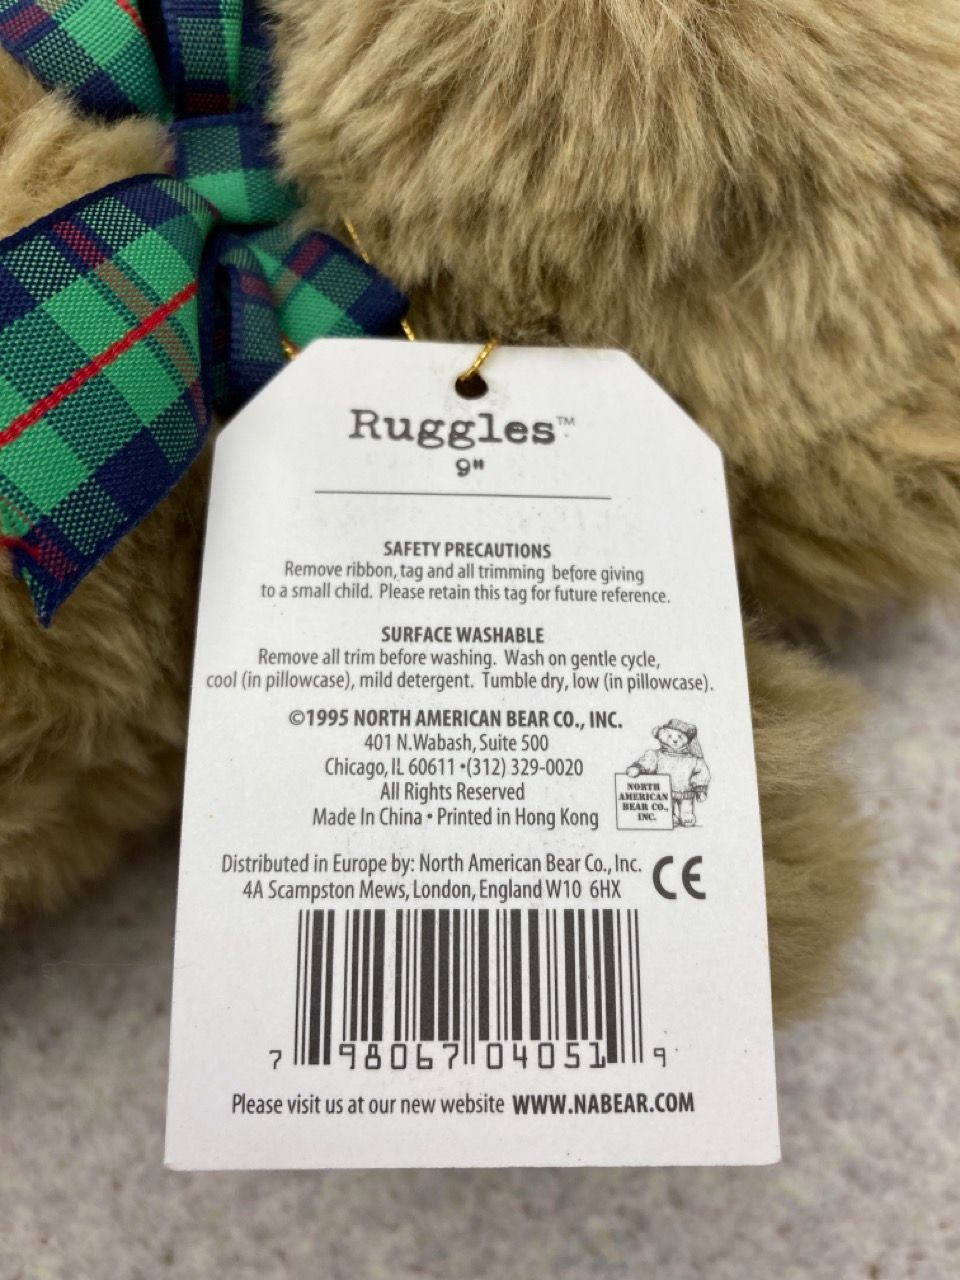 Ruggles™
9"
SAFETY PRECAUTIONS
Remove ribbon, tag and all trimming before giving
to a small child. Please retain this tag for future reference.
SURFACE WASHABLE
Remove all trim before washing. Wash on gentle cycle,
cool (in pillowcase), mild detergent. Tumble dry, low (in pillowcase).
©1995 NORTH AMERICAN BEAR CO., INC.
401 N.Wabash, Suite 500
Chicago, IL 60611 •(312) 329-0020
All Rights Reserved
Made In China • Printed in Hong Kong
NORTH
AMERICAN
BEAR CO.,
INC.
Distributed in Europe by: North American Bear Co., Inc.
4A Scampston Mews, London, England W10 6HX
CE
7 98067 04051 9
Please visit us at our new website WWW.NABEAR.COM